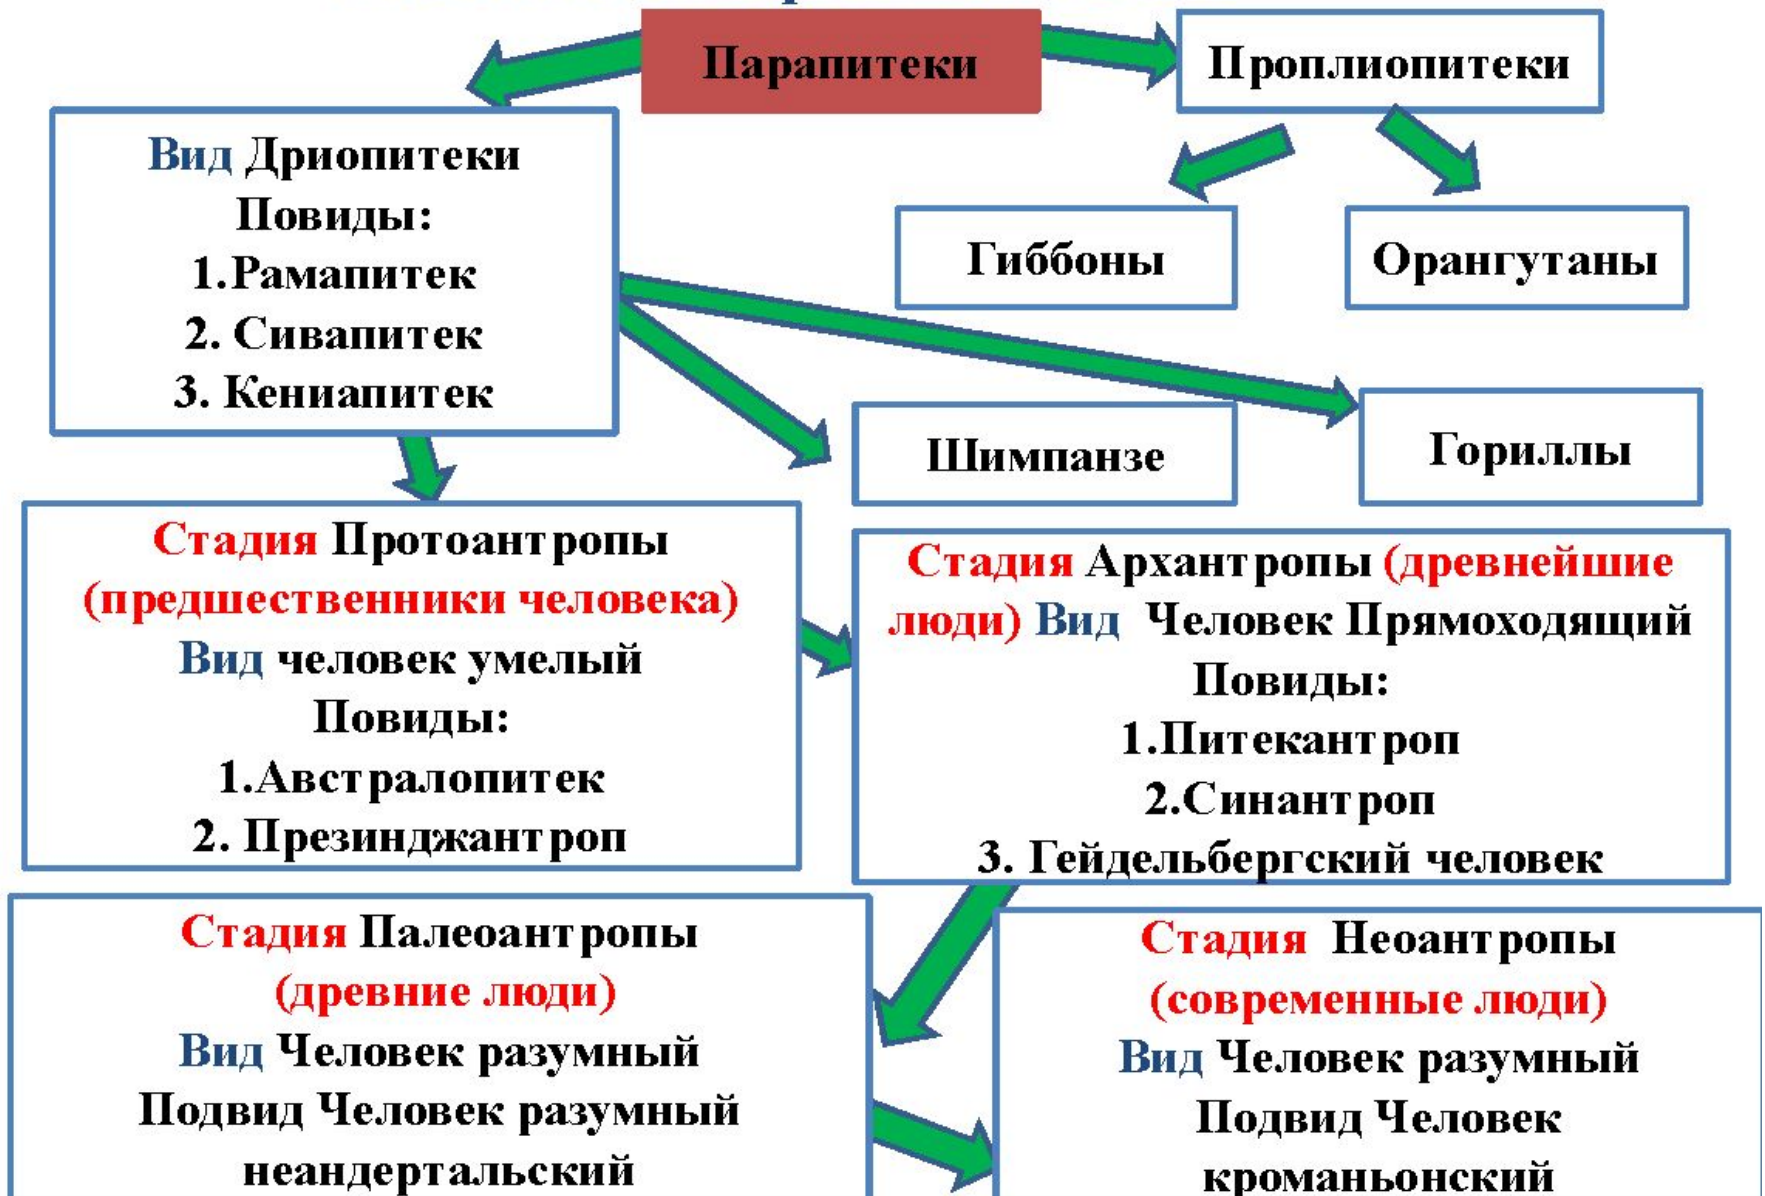 Парапитеки
Проплиопитеки
Вид Дриопитеки
Повиды:
1.Рамапитек
2. Сивапитек
3. Кениапитек
Гиббоны
Орангутаны
Шимпанзе
Гориллы
Стадия Протоантропы
(предшественники человека)
Вид человек умелый
Повиды:
1.Австралопитек
2. Презинджантроп
Стадия Архантропы (древнейшие
люди) Вид Человек Прямоходящий
Повиды:
1.Питекантроп
2.Синантроп
3. Гейдельбергский человек
Стадия Палеоантропы
(древние люди)
Вид Человек разумный
Подвид Человек разумный
неандертальский
Стадия Неоантропы
(современные люди)
Вид Человек разумный
Подвид Человек
кроманьонский